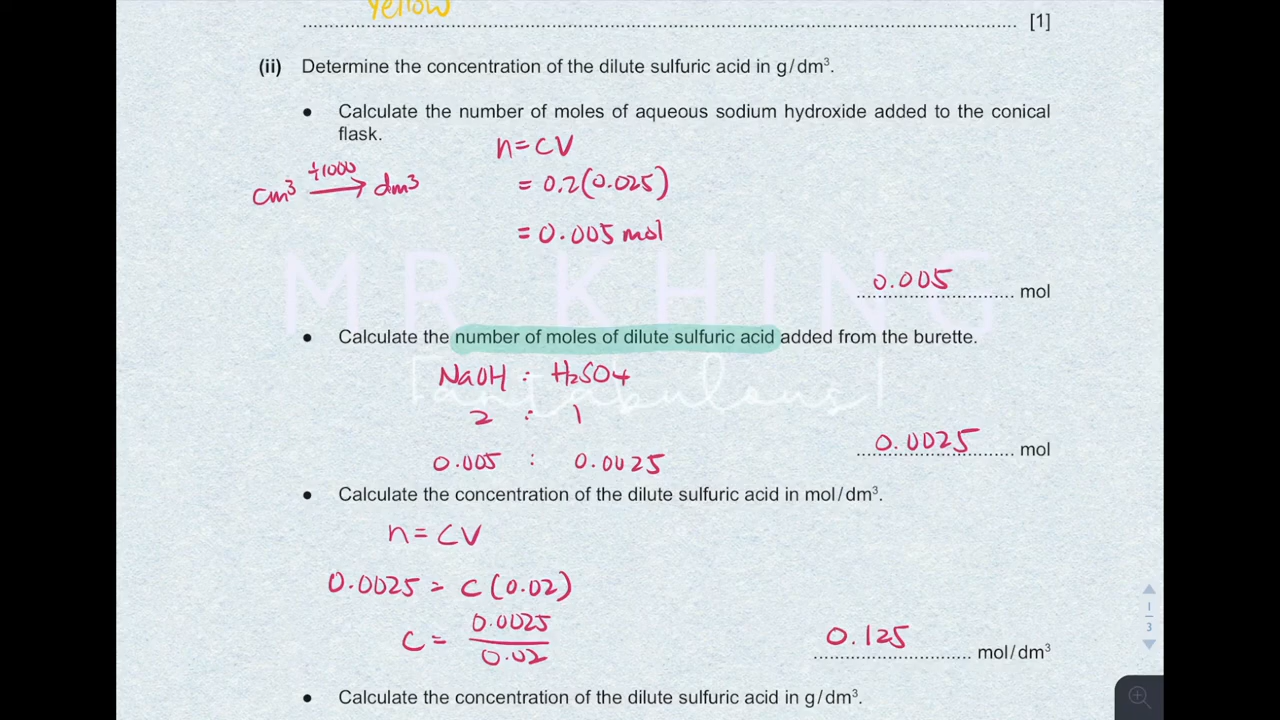 Yellow
[1]
(ii) Determine the concentration of the dilute sulfuric acid in g/dm³.
• Calculate the number of moles of aqueous sodium hydroxide added to the conical
flask.
n=CV
cm³ ÷1000 → dm³
= 0.2(0.025)
= 0.005 mol
MR KHING
0.005 mol
• Calculate the number of moles of dilute sulfuric acid added from the burette.
NaOH : H₂SO₄
Fantabulous!
2 : 1
0.0025 mol
0.005 : 0.0025
• Calculate the concentration of the dilute sulfuric acid in mol/dm³.
n= CV
0.0025 = C(0.02)
C = 0.0025
0.02
0.125 mol/dm³
• Calculate the concentration of the dilute sulfuric acid in g/dm³.
1
3